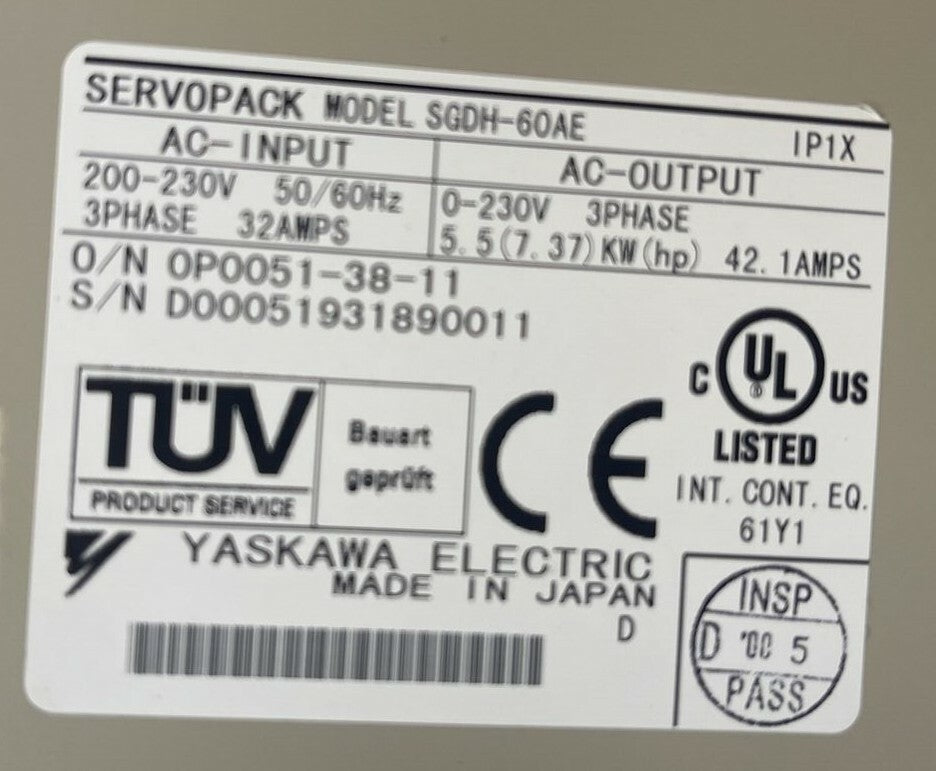 SERVOPACK MODEL SGDH-60AE IP1X
AC-INPUT
200-230V 50/60Hz
3PHASE 32AMPS
AC-OUTPUT
0-230V 3PHASE
5.5(7.37)KW(hp) 42.1AMPS
O/N 0P0051-38-11
S/N D00051931890011
TÜV
PRODUCT SERVICE
Bauart
geprüft
CE
C UL ® US
LISTED
INT. CONT. EQ.
61Y1
YASKAWA ELECTRIC
MADE IN JAPAN
D
INSP
D '00 5
PASS